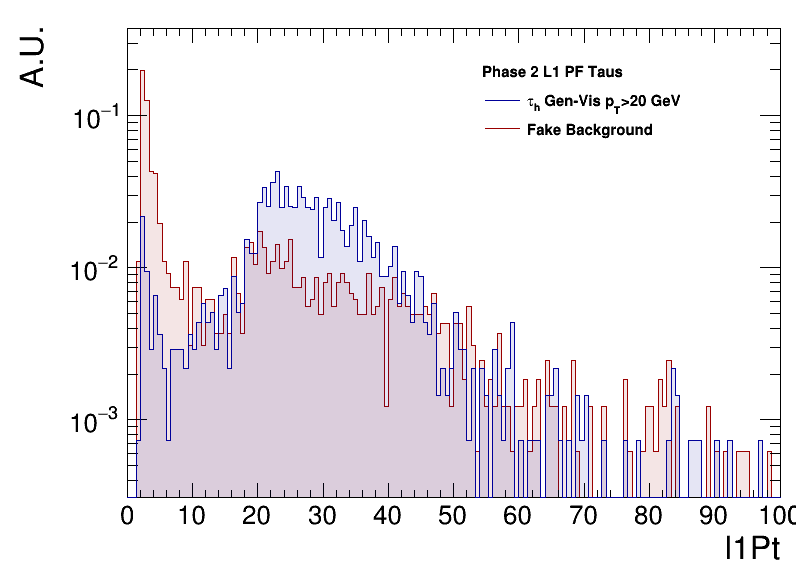 A.U.
Phase 2 L1 PF Taus
τh Gen-Vis pT>20 GeV
Fake Background
10−1
10−2
10−3
0 10 20 30 40 50 60 70 80 90 100
l1Pt